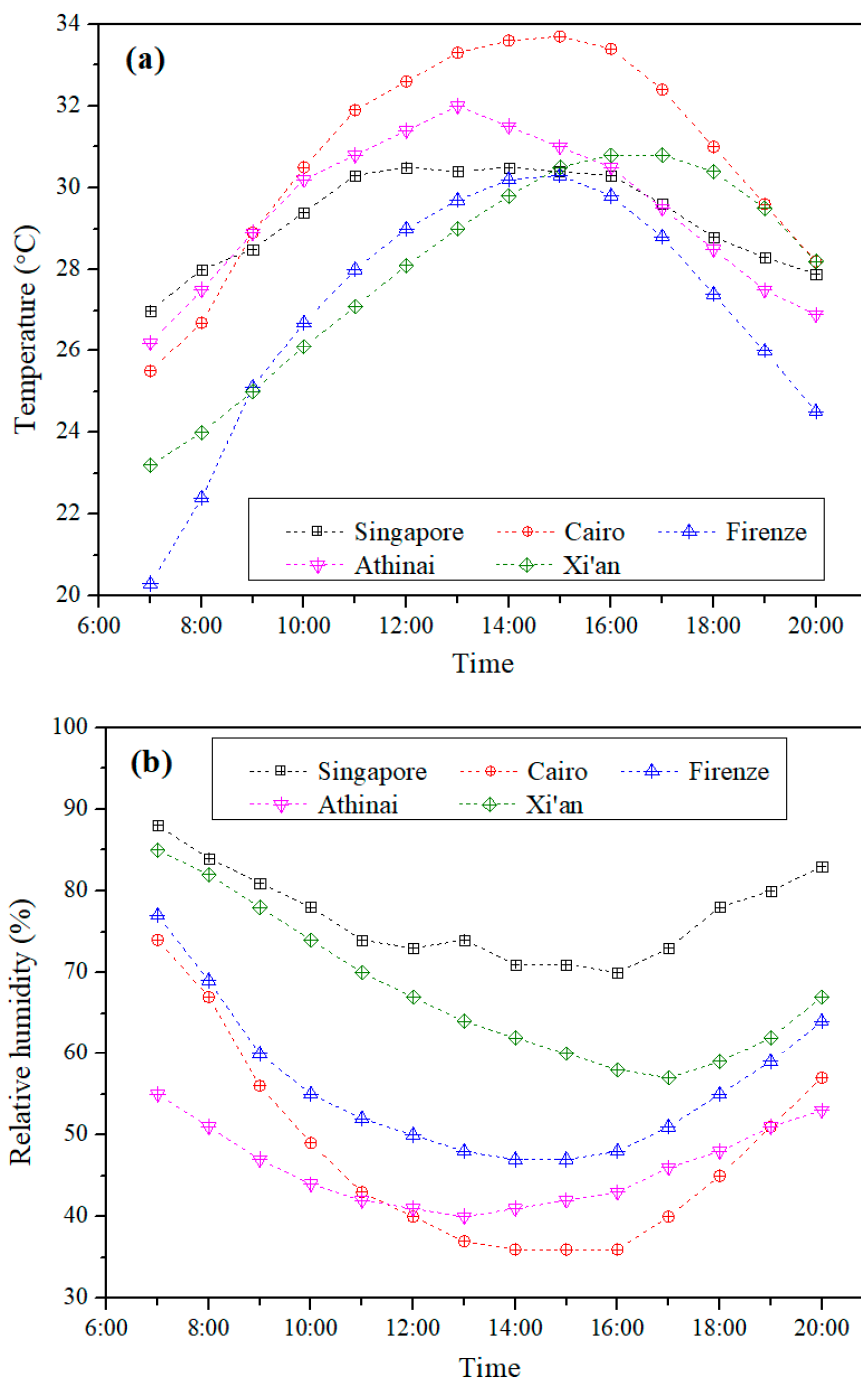 34
(a)
32
30
28
26
24
22
20
Temperature (°C)
Singapore Cairo Firenze
Athinai Xi'an
6:00 8:00 10:00 12:00 14:00 16:00 18:00 20:00
Time
100
(b)
Singapore Cairo Firenze
Athinai Xi'an
90
80
70
60
50
40
30
Relative humidity (%)
6:00 8:00 10:00 12:00 14:00 16:00 18:00 20:00
Time